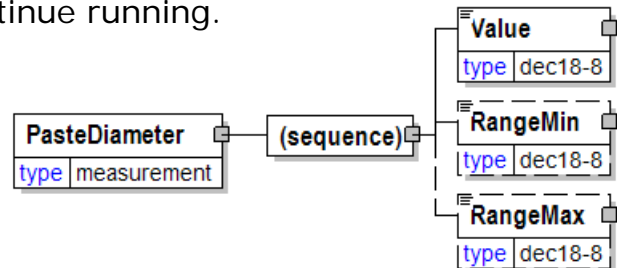 tinue running.
Value
type dec18-8
PasteDiameter
type measurement
(sequence)
RangeMin
type dec18-8
RangeMax
type dec18-8